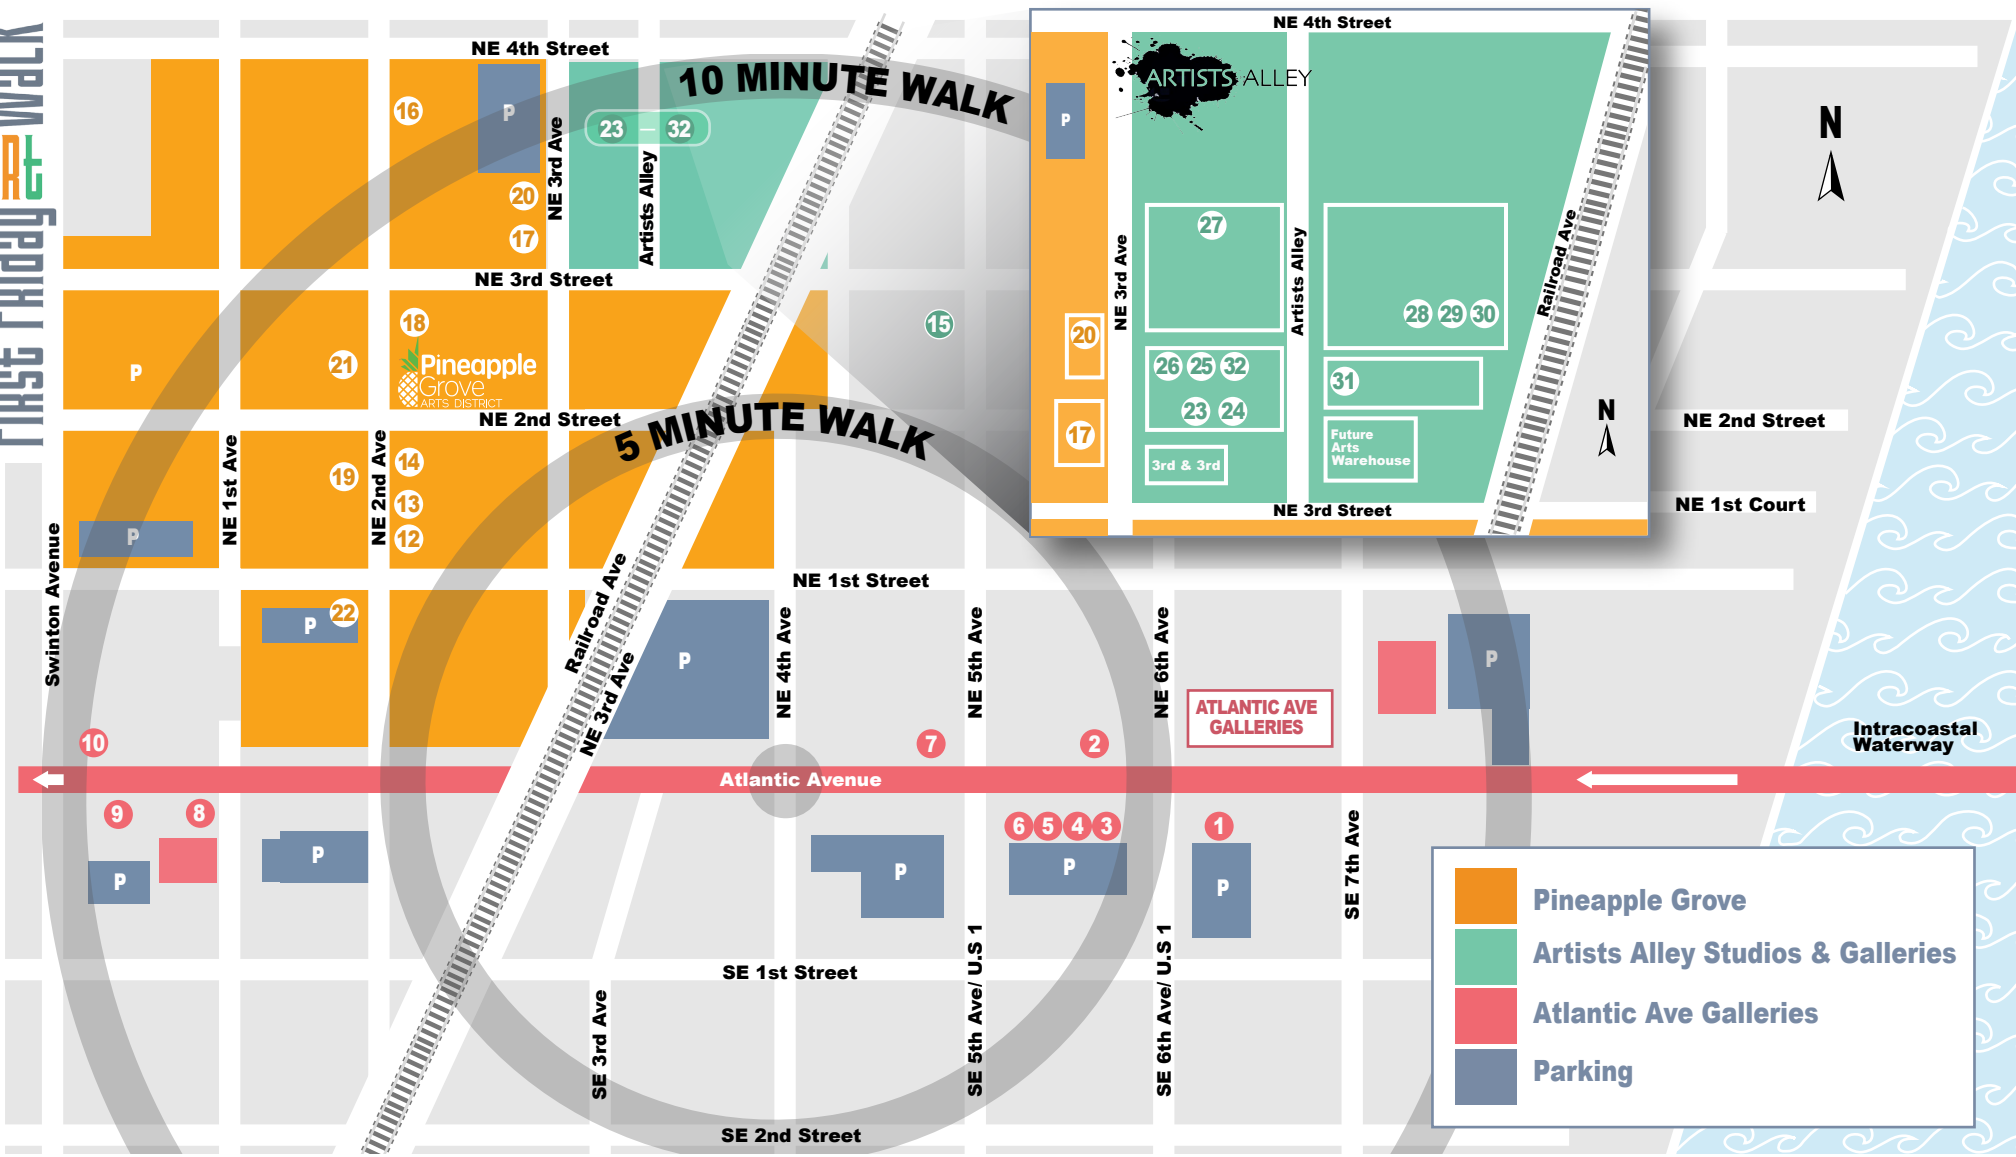 FIRST FRIDAY aRt WaLK
NE 4th Street
10 MINUTE WALK
16
P
23 — 32
20
17
NE 3rd Ave
Artists Alley
NE 3rd Street
18
Pineapple
Grove
ARTS DISTRICT
21
P
15
NE 2nd Street
5 MINUTE WALK
14
19
13
12
P
NE 1st Ave
NE 2nd Ave
Swinton Avenue
NE 1st Street
Railroad Ave
NE 3rd Ave
22
P
P
NE 4th Ave
NE 5th Ave
NE 6th Ave
ATLANTIC AVE
GALLERIES
P
10
7
2
Atlantic Avenue
9
8
6
5
4
3
1
P
P
P
P
P
SE 7th Ave
SE 1st Street
SE 3rd Ave
SE 5th Ave/ U.S 1
SE 6th Ave/ U.S 1
SE 2nd Street
NE 4th Street
ARTISTS ALLEY
P
NE 3rd Ave
Artists Alley
Railroad Ave
27
28 29 30
20
26 25 32
23 24
31
17
3rd & 3rd
Future
Arts
Warehouse
N
NE 3rd Street
N
NE 2nd Street
NE 1st Court
Intracoastal
Waterway
Pineapple Grove
Artists Alley Studios & Galleries
Atlantic Ave Galleries
Parking